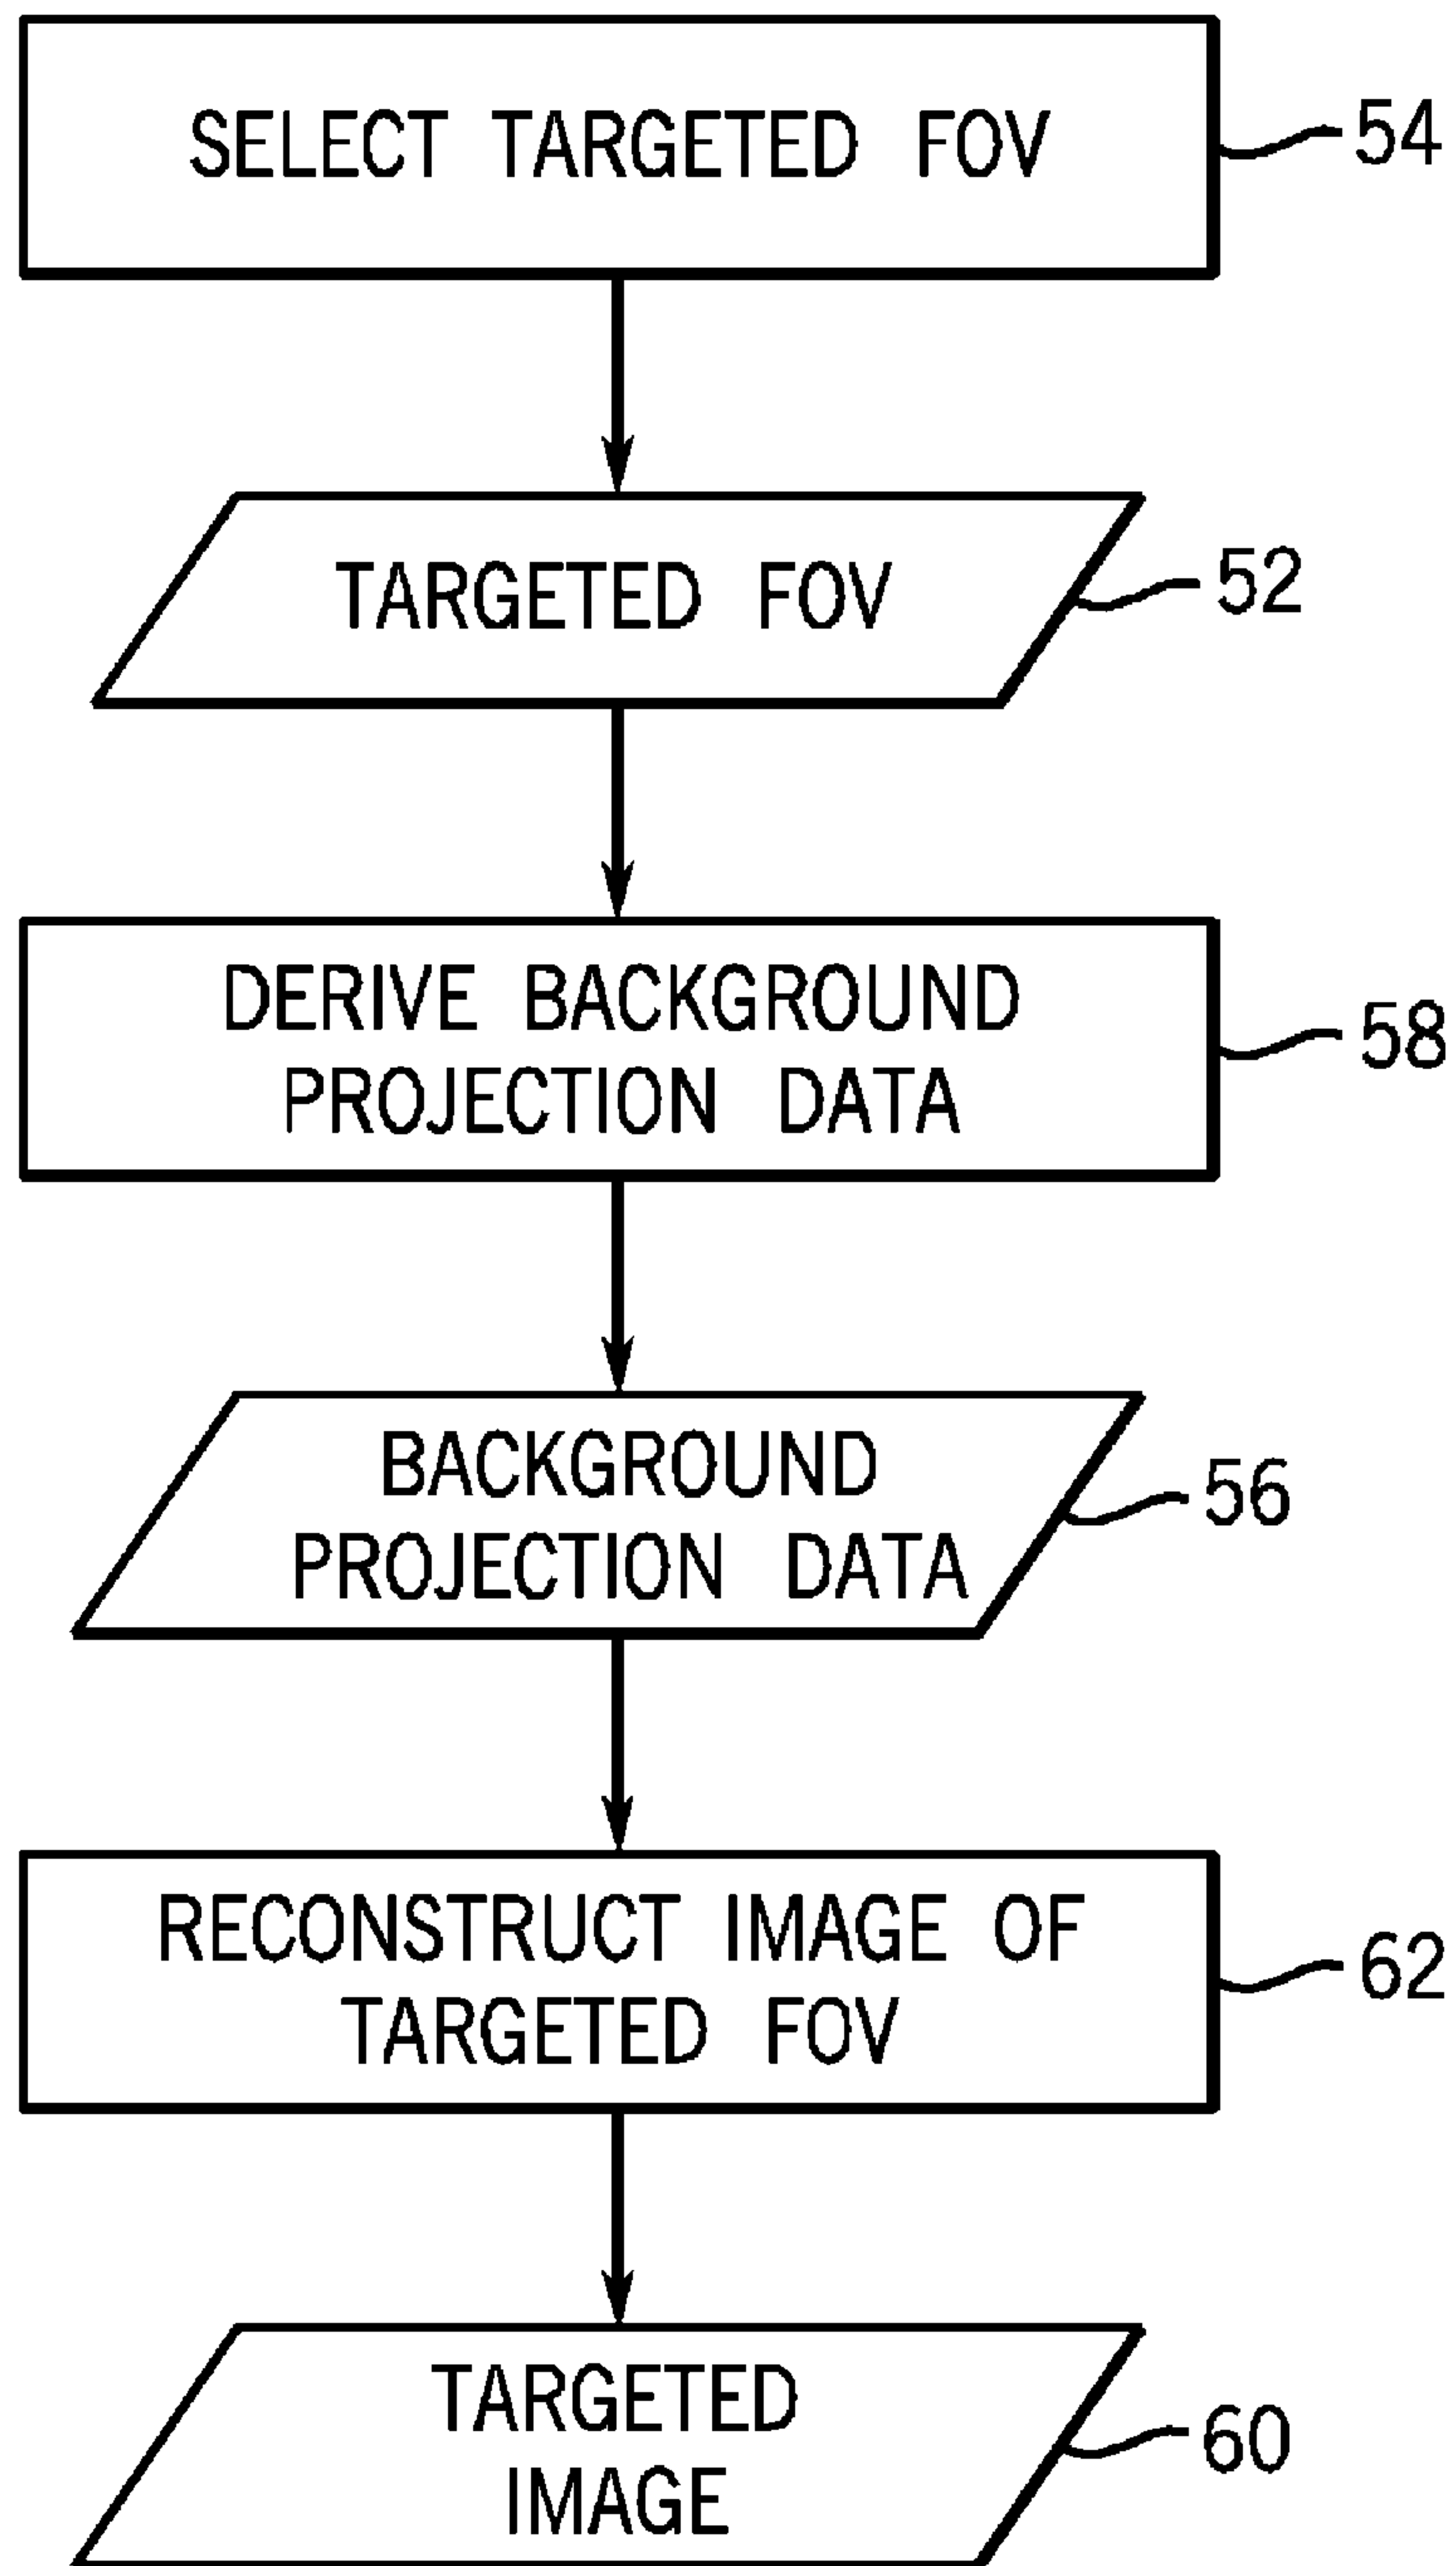 SELECT TARGETED FOV
54
TARGETED FOV
52
DERIVE BACKGROUND
PROJECTION DATA
58
BACKGROUND
PROJECTION DATA
56
RECONSTRUCT IMAGE OF
TARGETED FOV
62
TARGETED
IMAGE
60